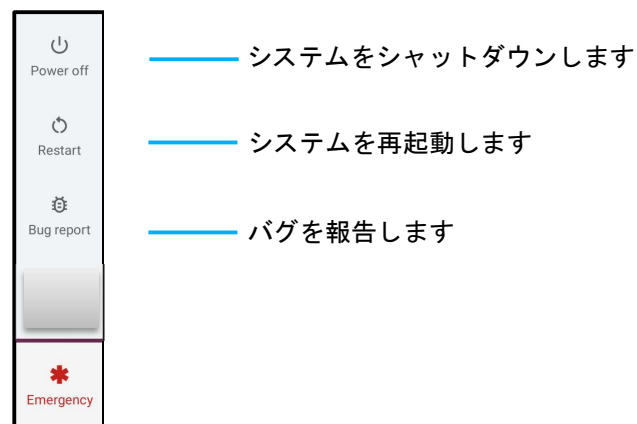 Power off
システムをシャットダウンします
Restart
システムを再起動します
Bug report
バグを報告します
Emergency